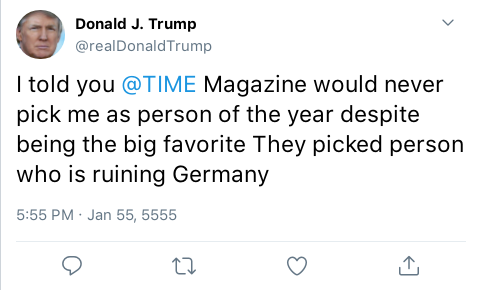 Donald J. Trump
@realDonaldTrump
I told you @TIME Magazine would never
pick me as person of the year despite
being the big favorite They picked person
who is ruining Germany
5:55 PM · Jan 55, 5555